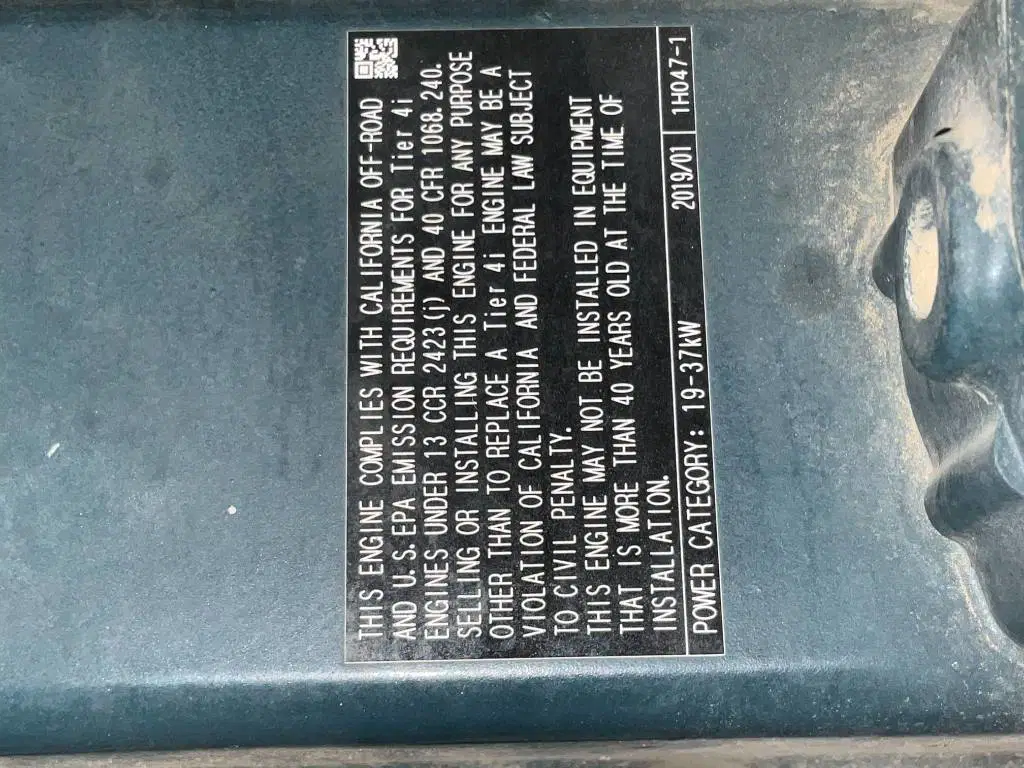 THIS ENGINE COMPLIES WITH CALIFORNIA OFF-ROAD
AND U.S. EPA EMISSION REQUIREMENTS FOR Tier 4i
ENGINES UNDER 13 CCR 2423(j) AND 40 CFR 1068.240.
SELLING OR INSTALLING THIS ENGINE FOR ANY PURPOSE
OTHER THAN TO REPLACE A Tier 4i ENGINE MAY BE A
VIOLATION OF CALIFORNIA AND FEDERAL LAW SUBJECT
TO CIVIL PENALTY.
THIS ENGINE MAY NOT BE INSTALLED IN EQUIPMENT
THAT IS MORE THAN 40 YEARS OLD AT THE TIME OF
INSTALLATION.
2019/01 1H047-1
POWER CATEGORY: 19-37kW